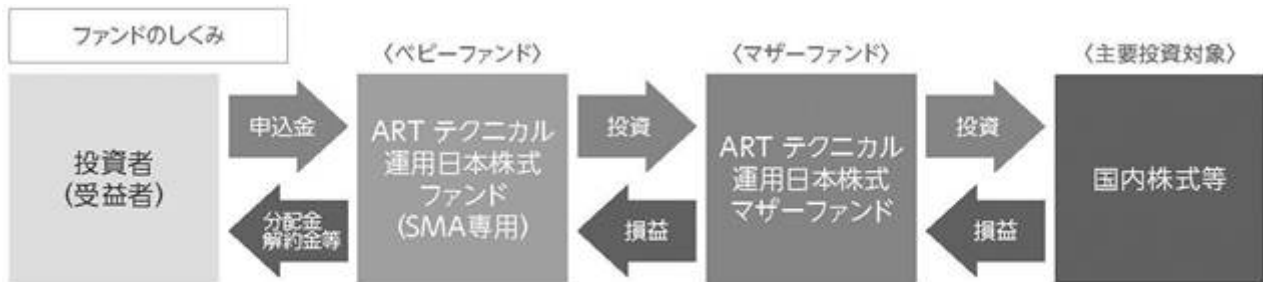 ファンドのしくみ
〈ベビーファンド〉
〈マザーファンド〉
〈主要投資対象〉
投資者
(受益者)
申込金
分配金
解約金等
ART テクニカル
運用日本株式
ファンド
(SMA専用)
投資
損益
ART テクニカル
運用日本株式
マザーファンド
投資
損益
国内株式等